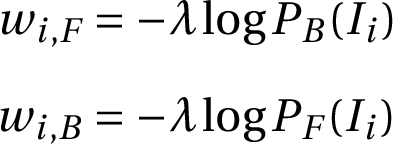 w_{i,F} = −λ log P_B(I_i)
w_{i,B} = −λ log P_F(I_i)